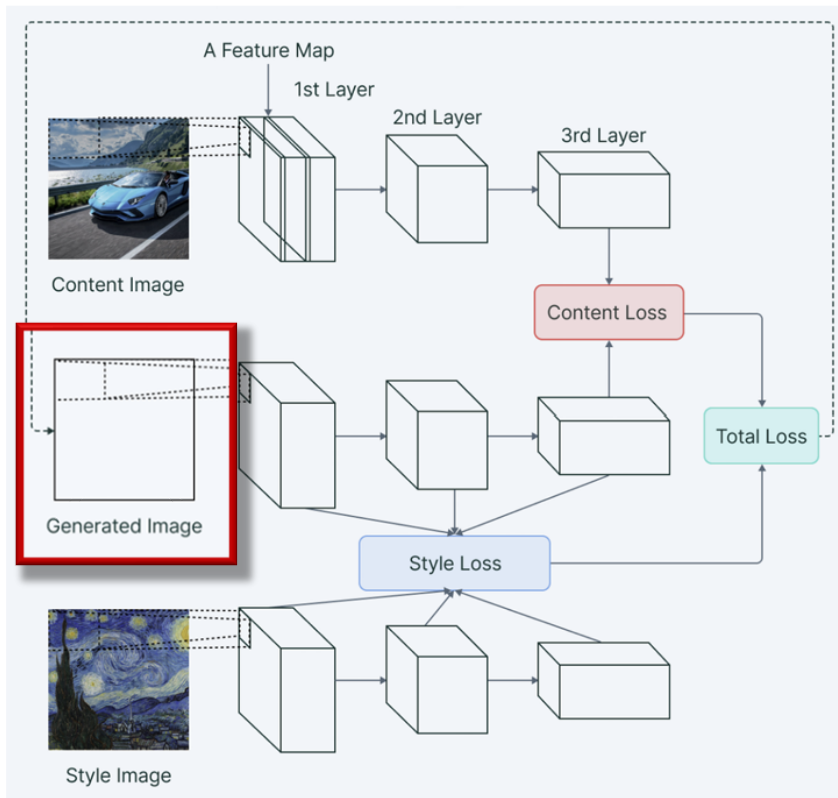 A Feature Map
1st Layer
2nd Layer
3rd Layer
Content Image
Content Loss
Total Loss
Generated Image
Style Loss
Style Image